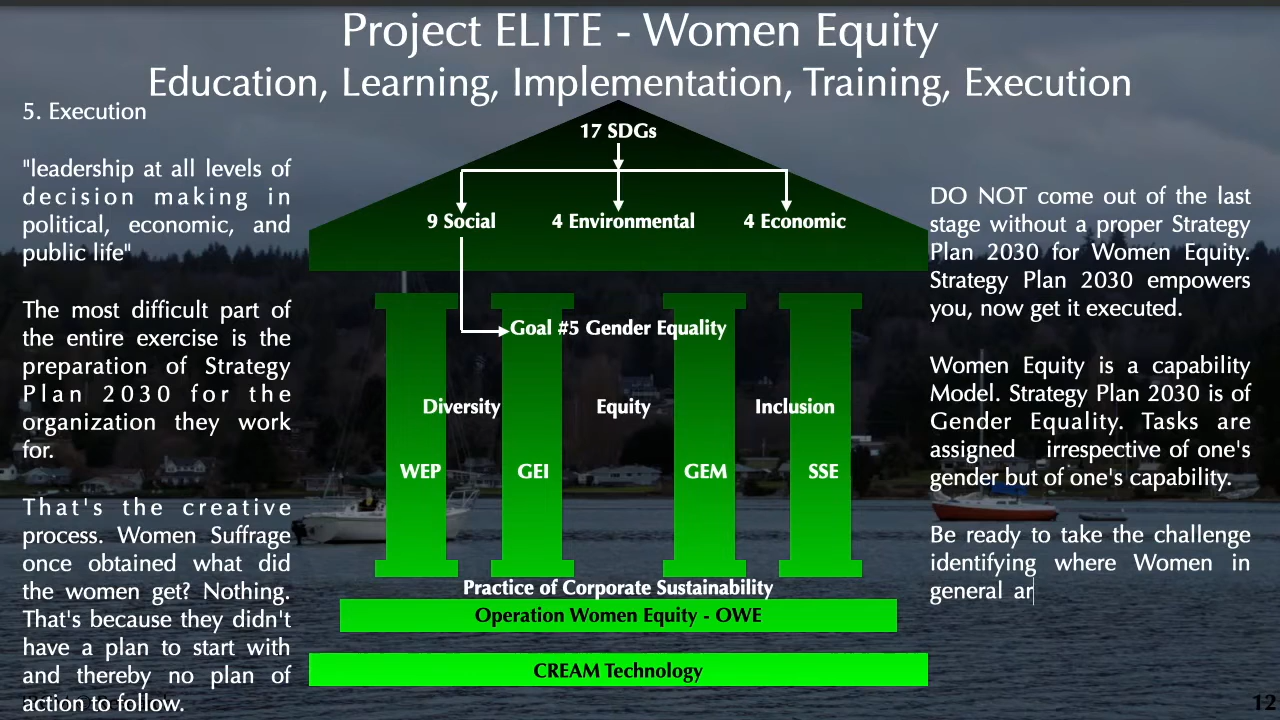 Project ELITE - Women Equity
Education, Learning, Implementation, Training, Execution
5. Execution
"leadership at all levels of
decision making in
political, economic, and
public life"
The most difficult part of
the entire exercise is the
preparation of Strategy
Plan 2030 for the
organization they work
for.
That's the creative
process. Women Suffrage
once obtained what did
the women get? Nothing.
That's because they didn't
have a plan to start with
and thereby no plan of
action to follow.
17 SDGs
9 Social
4 Environmental
4 Economic
Goal #5 Gender Equality
Diversity
Equity
Inclusion
WEP
GEI
GEM
SSE
Practice of Corporate Sustainability
Operation Women Equity - OWE
CREAM Technology
DO NOT come out of the last
stage without a proper Strategy
Plan 2030 for Women Equity.
Strategy Plan 2030 empowers
you, now get it executed.
Women Equity is a capability
Model. Strategy Plan 2030 is of
Gender Equality. Tasks are
assigned irrespective of one's
gender but of one's capability.
Be ready to take the challenge
identifying where Women in
general ar
12